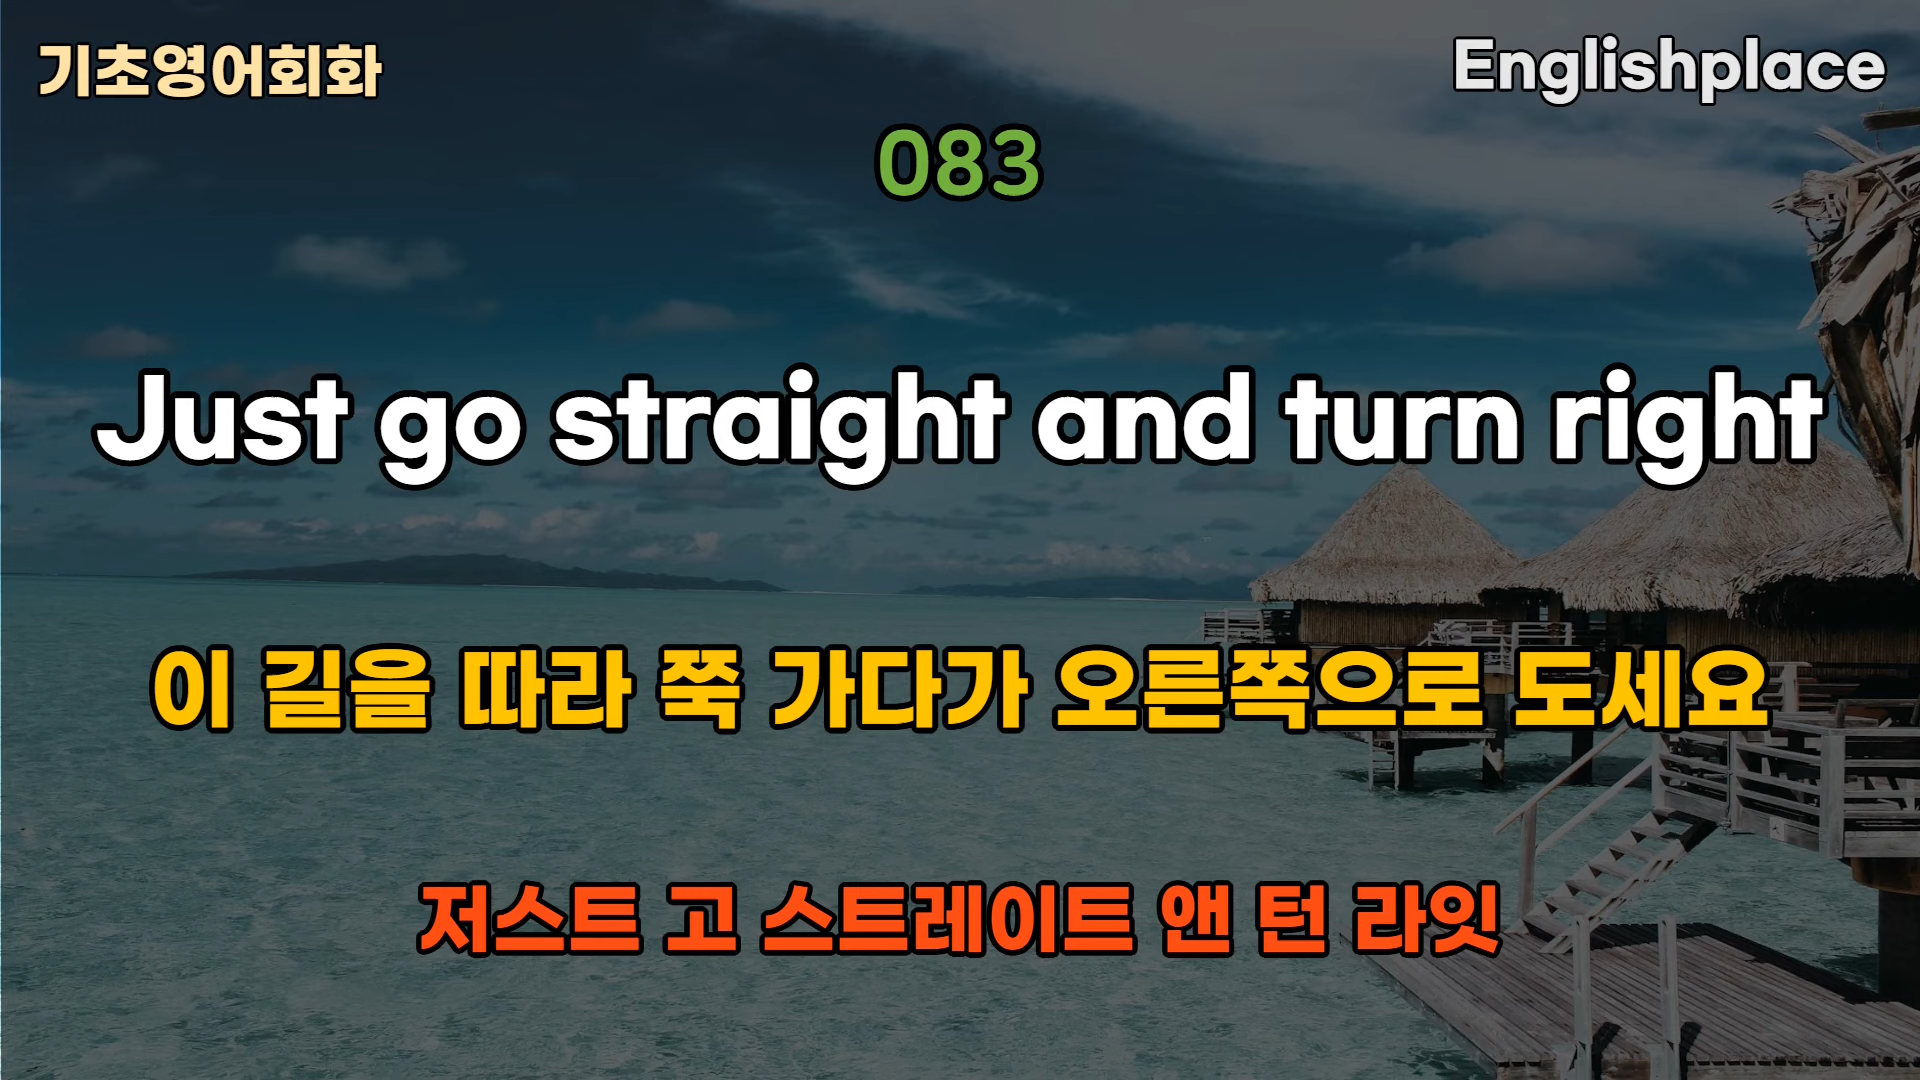 기초영어회화
Englishplace
083
Just go straight and turn right
이 길을 따라 쭉 가다가 오른쪽으로 도세요
저스트 고 스트레이트 앤 턴 라잇